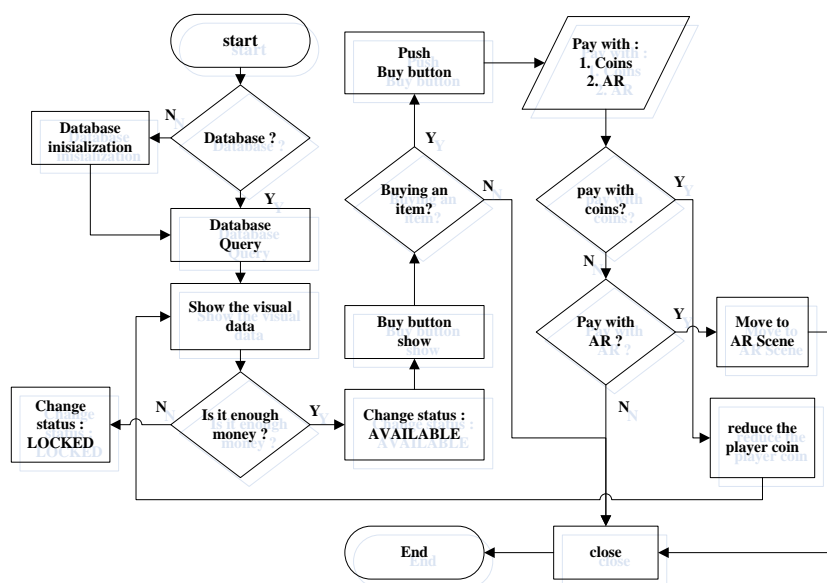 start
Database ?
N
Y
Database
inisialization
Database
Query
Show the visual
data
Is it enough
money ?
N
Y
Change
status :
LOCKED
Change status :
AVAILABLE
Buy button
show
Buying an
item?
Y
N
Push
Buy button
Pay with :
1. Coins
2. AR
pay with
coins?
Y
N
Pay with
AR ?
Y
N
Move to
AR Scene
reduce the
player coin
close
End